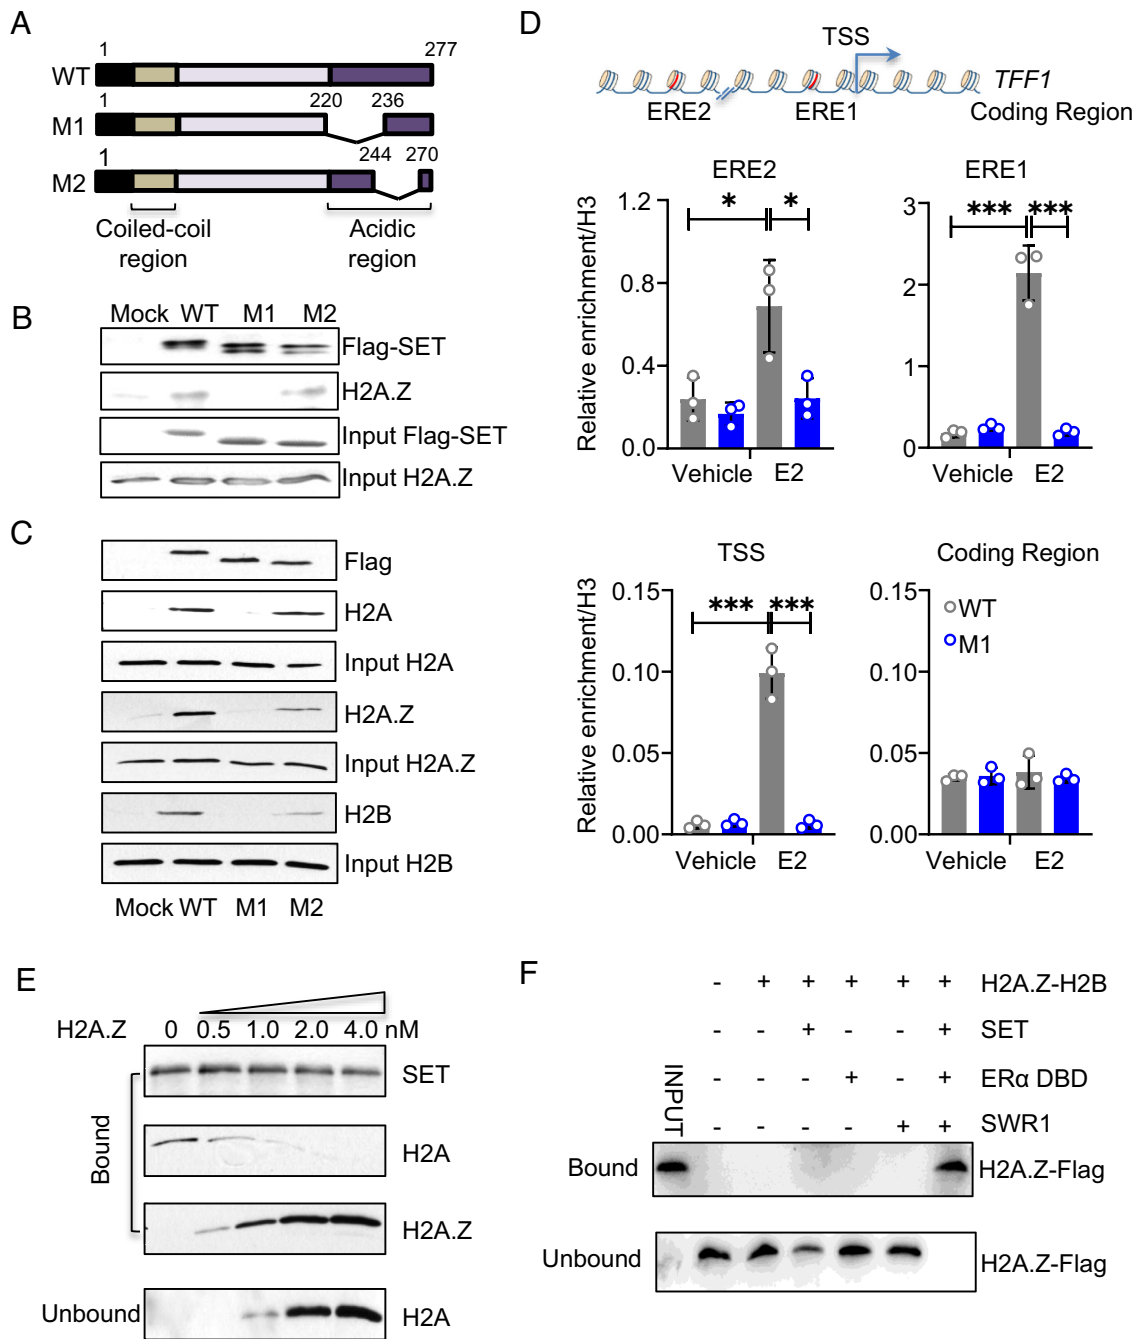 A
1
277
WT
1
220
236
M1
1
244
270
M2
Coiled-coil
region
Acidic
region
B
Mock WT M1 M2
Flag-SET
H2A.Z
Input Flag-SET
Input H2A.Z
C
Flag
H2A
Input H2A
H2A.Z
Input H2A.Z
H2B
Input H2B
Mock WT M1 M2
D
TSS
TFF1
ERE2
ERE1
Coding Region
ERE2
Relative enrichment/H3
1.2
0.8
0.4
0.0
* *
Vehicle E2
ERE1
3
2
1
0
*** ***
Vehicle E2
TSS
Relative enrichment/H3
0.15
0.10
0.05
0.00
*** ***
Vehicle E2
Coding Region
0.15
0.10
0.05
0.00
WT
M1
Vehicle E2
E
H2A.Z 0 0.5 1.0 2.0 4.0 nM
Bound
SET
H2A
H2A.Z
Unbound
H2A
F
- + + + + + H2A.Z-H2B
- - + - - + SET
- - - + - + ERα DBD
- - - - + + SWR1
INPUT
Bound
H2A.Z-Flag
Unbound
H2A.Z-Flag